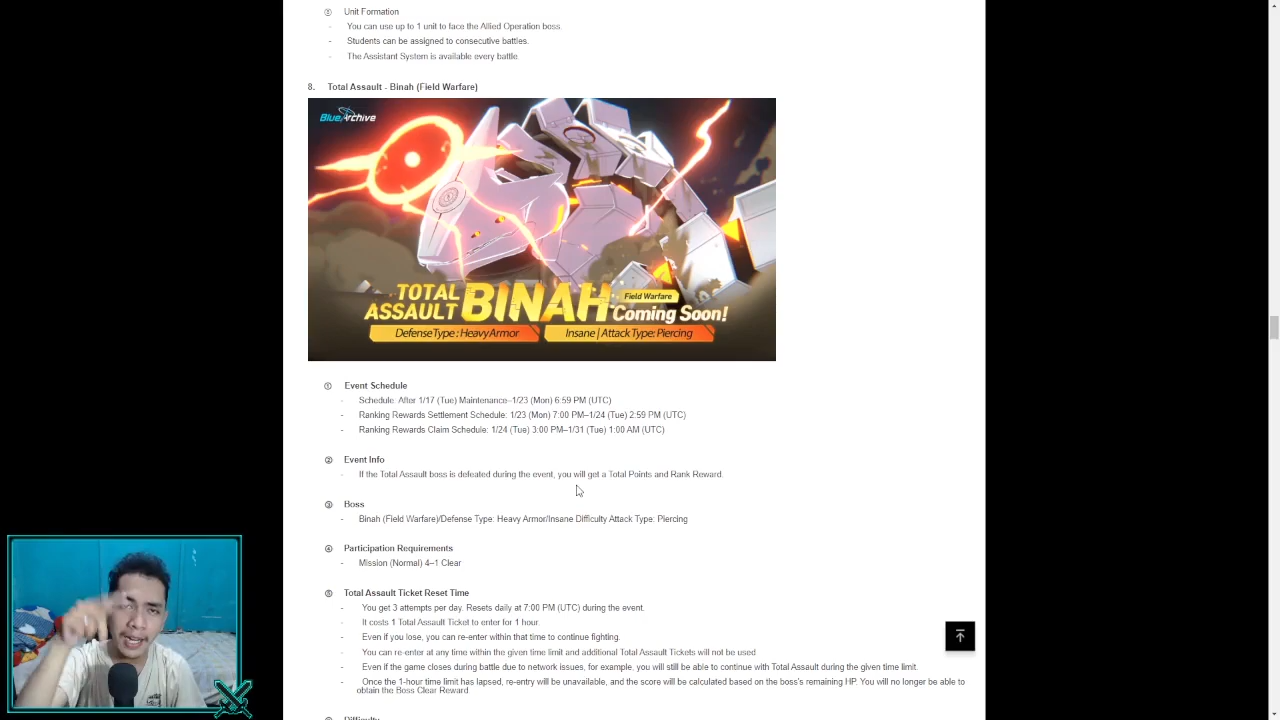 ⑤ Unit Formation
- You can use up to 1 unit to face the Allied Operation boss.
- Students can be assigned to consecutive battles.
- The Assistant System is available every battle.
8. Total Assault - Binah (Field Warfare)
Blue Archive
TOTAL
ASSAULT BINAH Field Warfare
Coming Soon!
Defense Type : Heavy Armor Insane | Attack Type: Piercing
① Event Schedule
- Schedule: After 1/17 (Tue) Maintenance–1/23 (Mon) 6:59 PM (UTC)
- Ranking Rewards Settlement Schedule: 1/23 (Mon) 7:00 PM–1/24 (Tue) 2:59 PM (UTC)
- Ranking Rewards Claim Schedule: 1/24 (Tue) 3:00 PM–1/31 (Tue) 1:00 AM (UTC)
② Event Info
- If the Total Assault boss is defeated during the event, you will get a Total Points and Rank Reward.
③ Boss
- Binah (Field Warfare)/Defense Type: Heavy Armor/Insane Difficulty Attack Type: Piercing
④ Participation Requirements
- Mission (Normal) 4–1 Clear
⑤ Total Assault Ticket Reset Time
- You get 3 attempts per day. Resets daily at 7:00 PM (UTC) during the event.
- It costs 1 Total Assault Ticket to enter for 1 hour.
- Even if you lose, you can re-enter within that time to continue fighting.
- You can re-enter at any time within the given time limit and additional Total Assault Tickets will not be used.
- Even if the game closes during battle due to network issues, for example, you will still be able to continue with Total Assault during the given time limit.
- Once the 1-hour time limit has lapsed, re-entry will be unavailable, and the score will be calculated based on the boss's remaining HP. You will no longer be able to
obtain the Boss Clear Reward
⑥ Difficulty